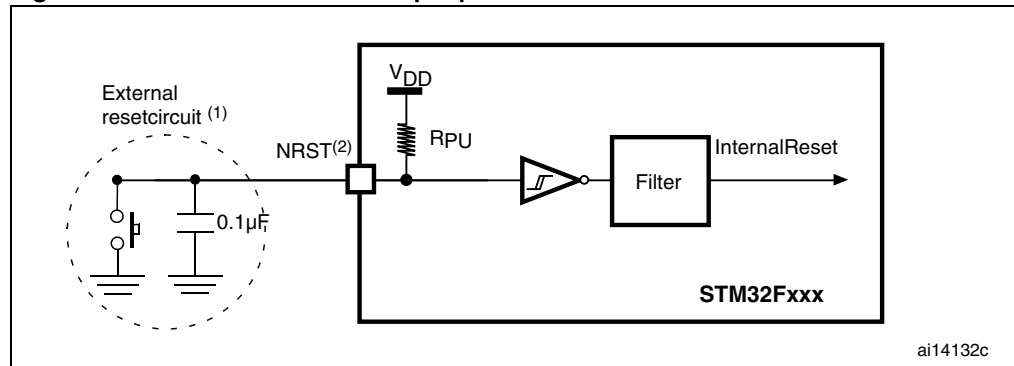 External
resetcircuit (1)
VDD
RPU
NRST(2)
InternalReset
Filter
0.1µF
STM32Fxxx
ai14132c